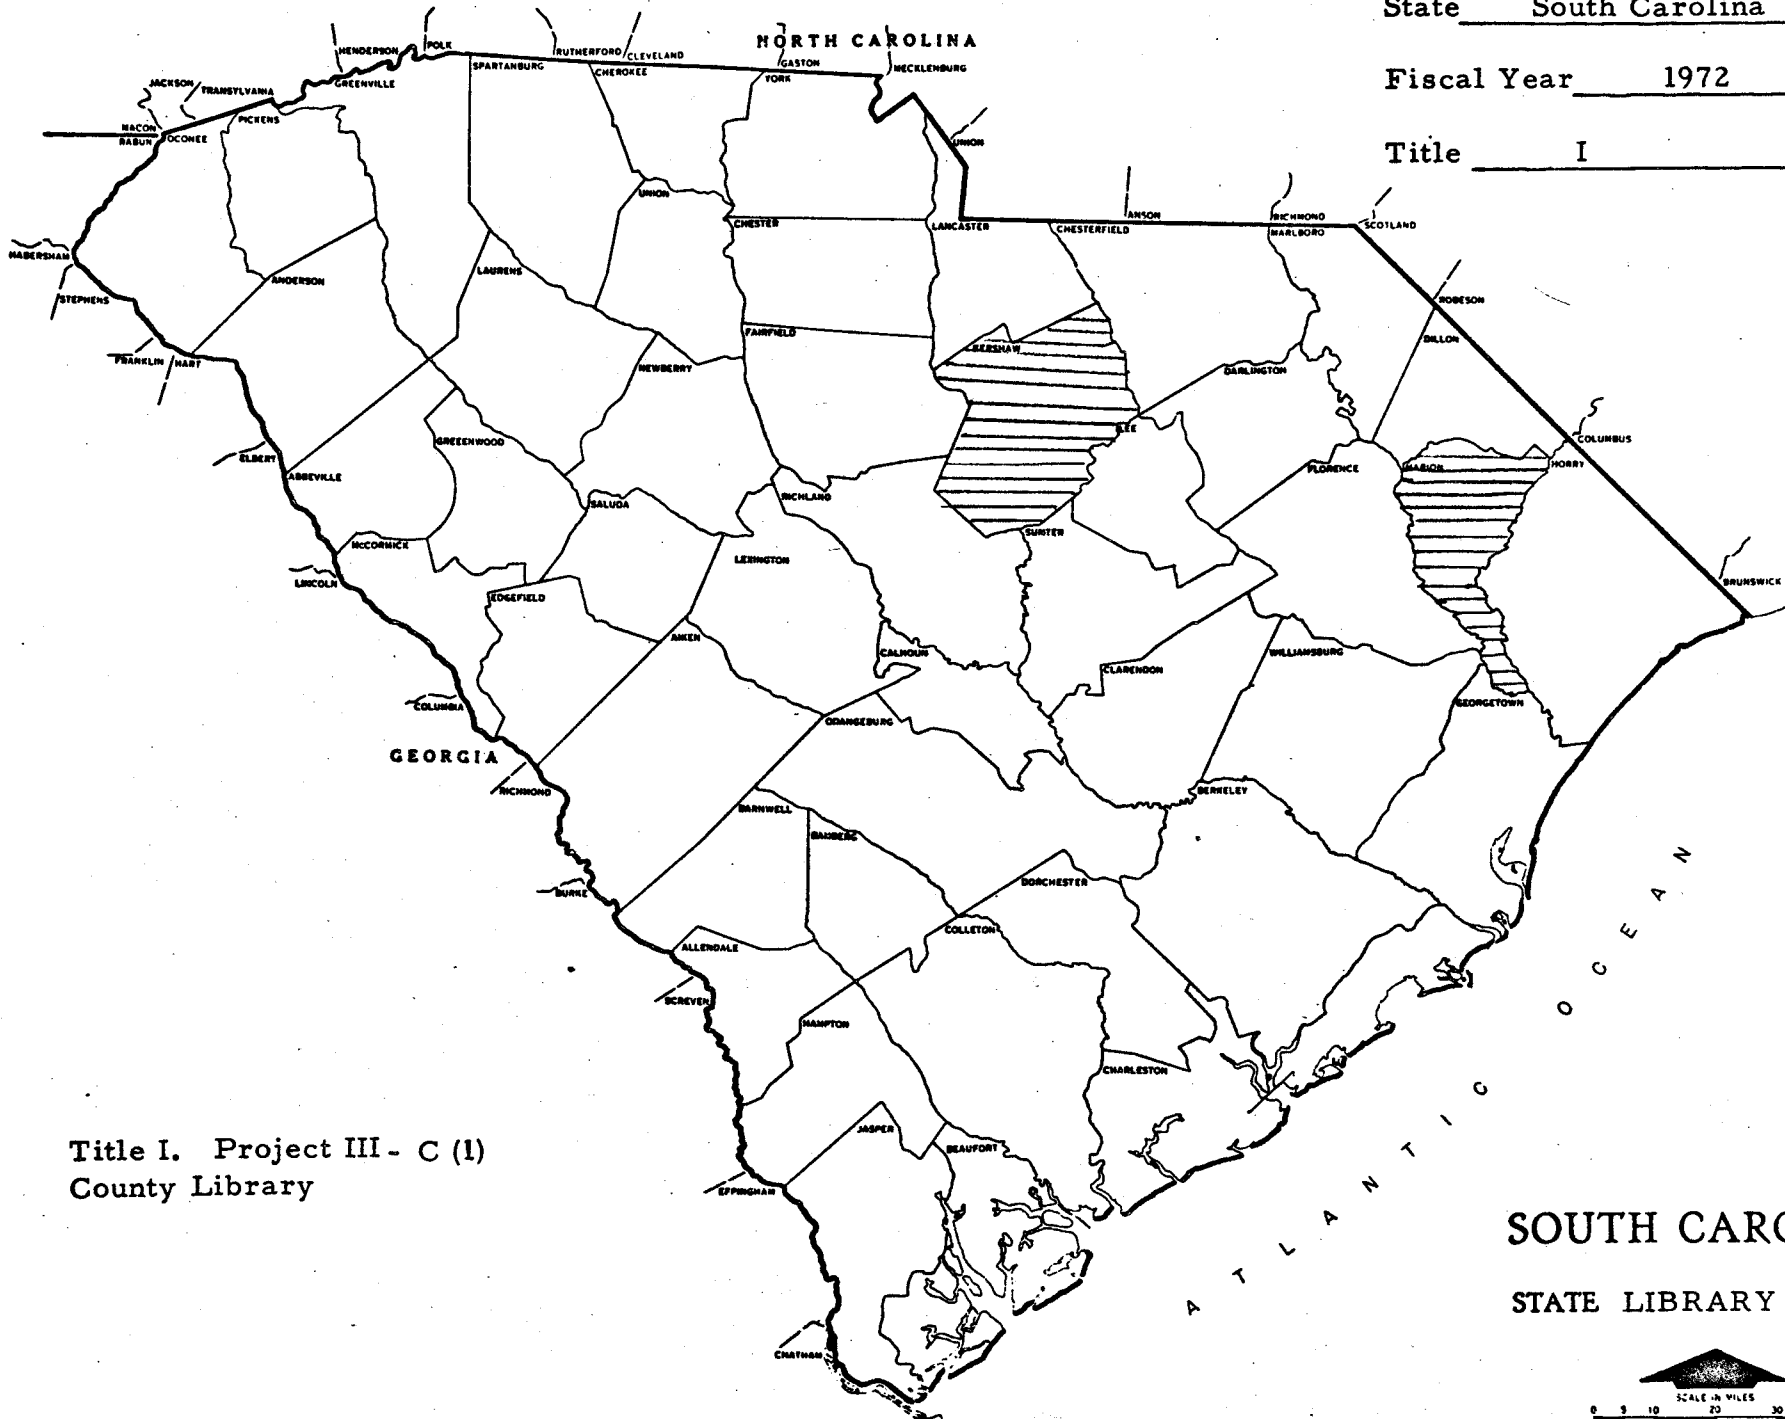 State South Carolina
Fiscal Year 1972
Title I
NORTH CAROLINA
HENDERSON
POLK
RUTHERFORD
CLEVELAND
GASTON
MECKLENBURG
SPARTANBURG
CHEROKEE
YORK
JACKSON
TRANSYLVANIA
GREENVILLE
MACON
RABUN
OCONEE
PICKENS
UNION
UNION
CHESTER
LANCASTER
CHESTERFIELD
ANSON
RICHMOND
MARLBORO
SCOTLAND
HABERSHAM
STEPHENS
ANDERSON
LAURENS
ROBESON
DILLON
FAIRFIELD
KERSHAW
FRANKLIN
HART
NEWBERRY
DARLINGTON
LEE
GREEENWOOD
COLUMBUS
ELBERT
ABBEVILLE
FLORENCE
MARION
HORRY
SALUDA
RICHLAND
SUMTER
McCORMICK
LEXINGTON
LINCOLN
EDGEFIELD
BRUNSWICK
AIKEN
CALHOUN
CLARENDON
WILLIAMSBURG
COLUMBIA
ORANGEBURG
GEORGETOWN
GEORGIA
RICHMOND
BARNWELL
BERKELEY
BAMBERG
BURKE
DORCHESTER
COLLETON
ALLENDALE
SCREVEN
HAMPTON
CHARLESTON
JASPER
BEAUFORT
EFFINGHAM
CHATHAM
ATLANTIC OCEAN
Title I. Project III - C (1)
County Library
SOUTH CARO
STATE LIBRARY
SCALE IN MILES
0 5 10 20 30